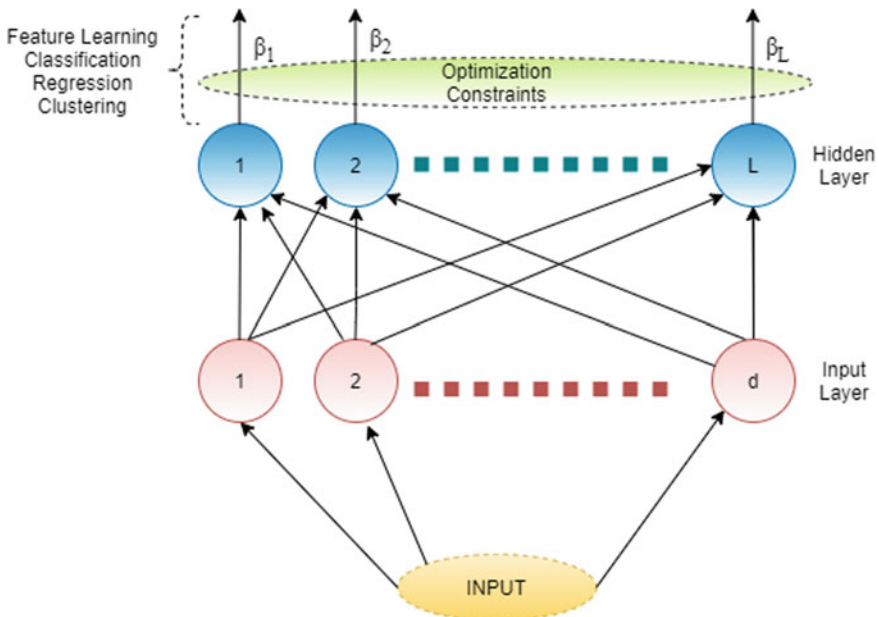 Feature Learning
Classification
Regression
Clustering
β1
β2
βL
Optimization
Constraints
1
2
L
Hidden
Layer
1
2
d
Input
Layer
INPUT